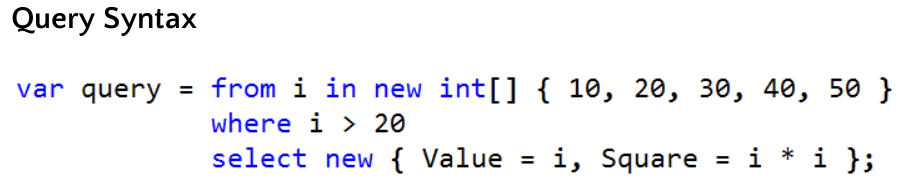 Query Syntax
var query = from i in new int[] { 10, 20, 30, 40, 50 }
where i > 20
select new { Value = i, Square = i * i };